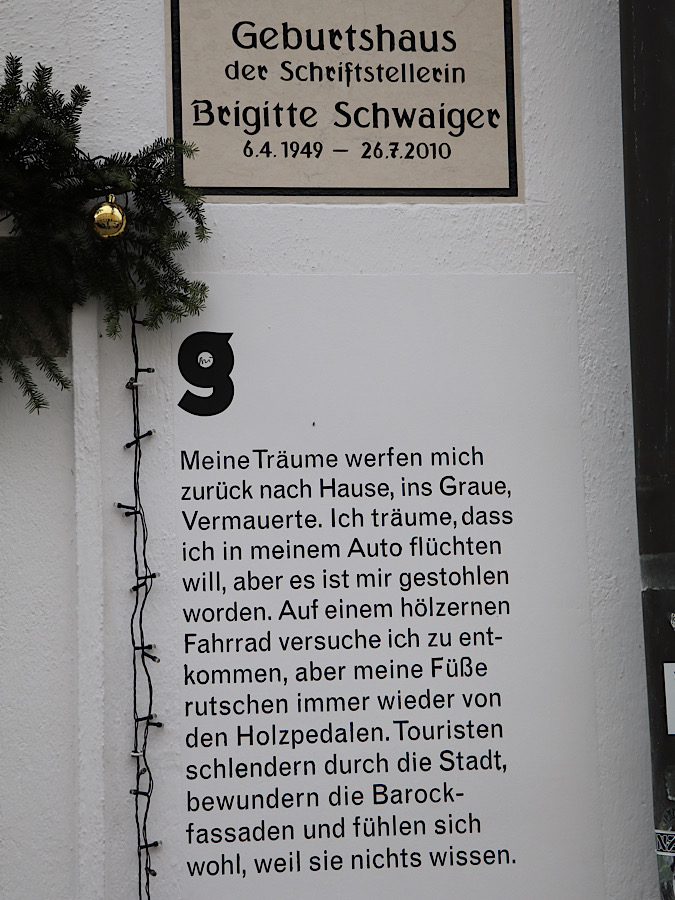 Geburtshaus
der Schriftstellerin
Brigitte Schwaiger
6.4.1949 – 26.7.2010
g
Meine Träume werfen mich
zurück nach Hause, ins Graue,
Vermauerte. Ich träume, dass
ich in meinem Auto flüchten
will, aber es ist mir gestohlen
worden. Auf einem hölzernen
Fahrrad versuche ich zu ent-
kommen, aber meine Füße
rutschen immer wieder von
den Holzpedalen. Touristen
schlendern durch die Stadt,
bewundern die Barock-
fassaden und fühlen sich
wohl, weil sie nichts wissen.